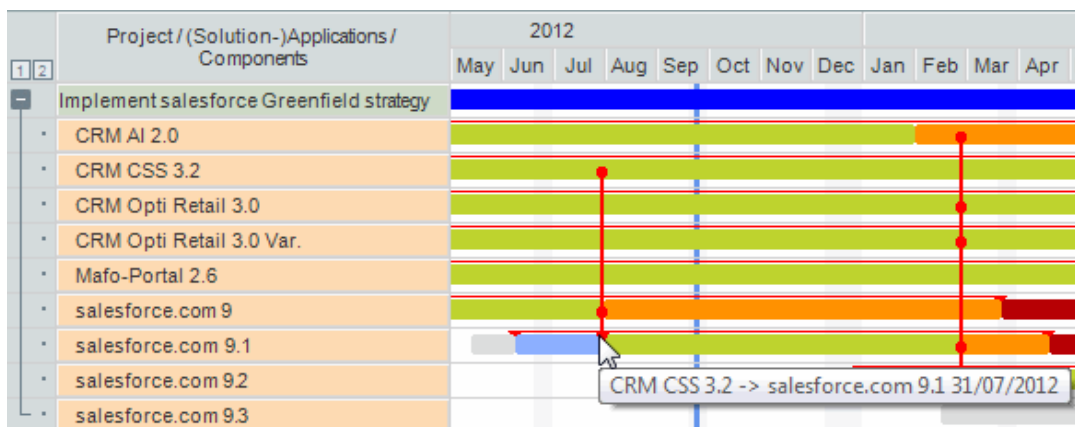 Project / (Solution-)Applications /
Components
2012
1 2
May Jun Jul Aug Sep Oct Nov Dec Jan Feb Mar Apr
Implement salesforce Greenfield strategy
CRM AI 2.0
CRM CSS 3.2
CRM Opti Retail 3.0
CRM Opti Retail 3.0 Var.
Mafo-Portal 2.6
salesforce.com 9
salesforce.com 9.1
salesforce.com 9.2
CRM CSS 3.2 -> salesforce.com 9.1 31/07/2012
salesforce.com 9.3